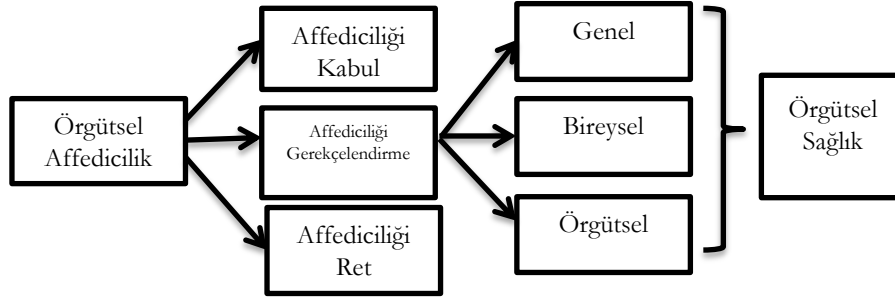 Örgütsel
Affedicilik
Affediciliği
Kabul
Affediciliği
Gerekçelendirme
Affediciliği
Ret
Genel
Bireysel
Örgütsel
Örgütsel
Sağlık